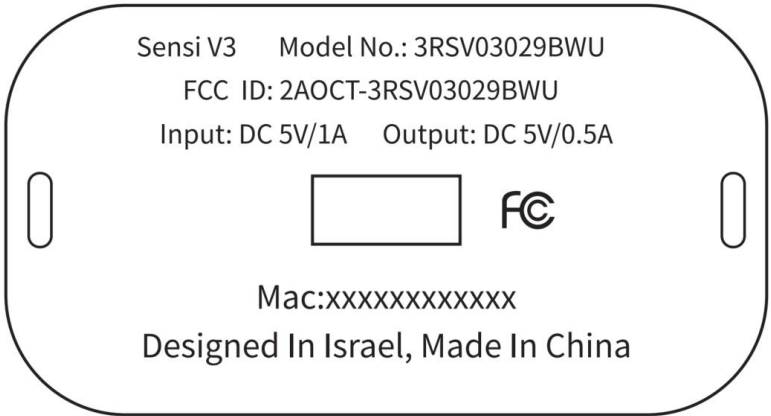 Sensi V3 Model No.: 3RSV03029BWU
FCC ID: 2AOCT-3RSV03029BWU
Input: DC 5V/1A Output: DC 5V/0.5A
FC
Mac:xxxxxxxxxxxx
Designed In Israel, Made In China